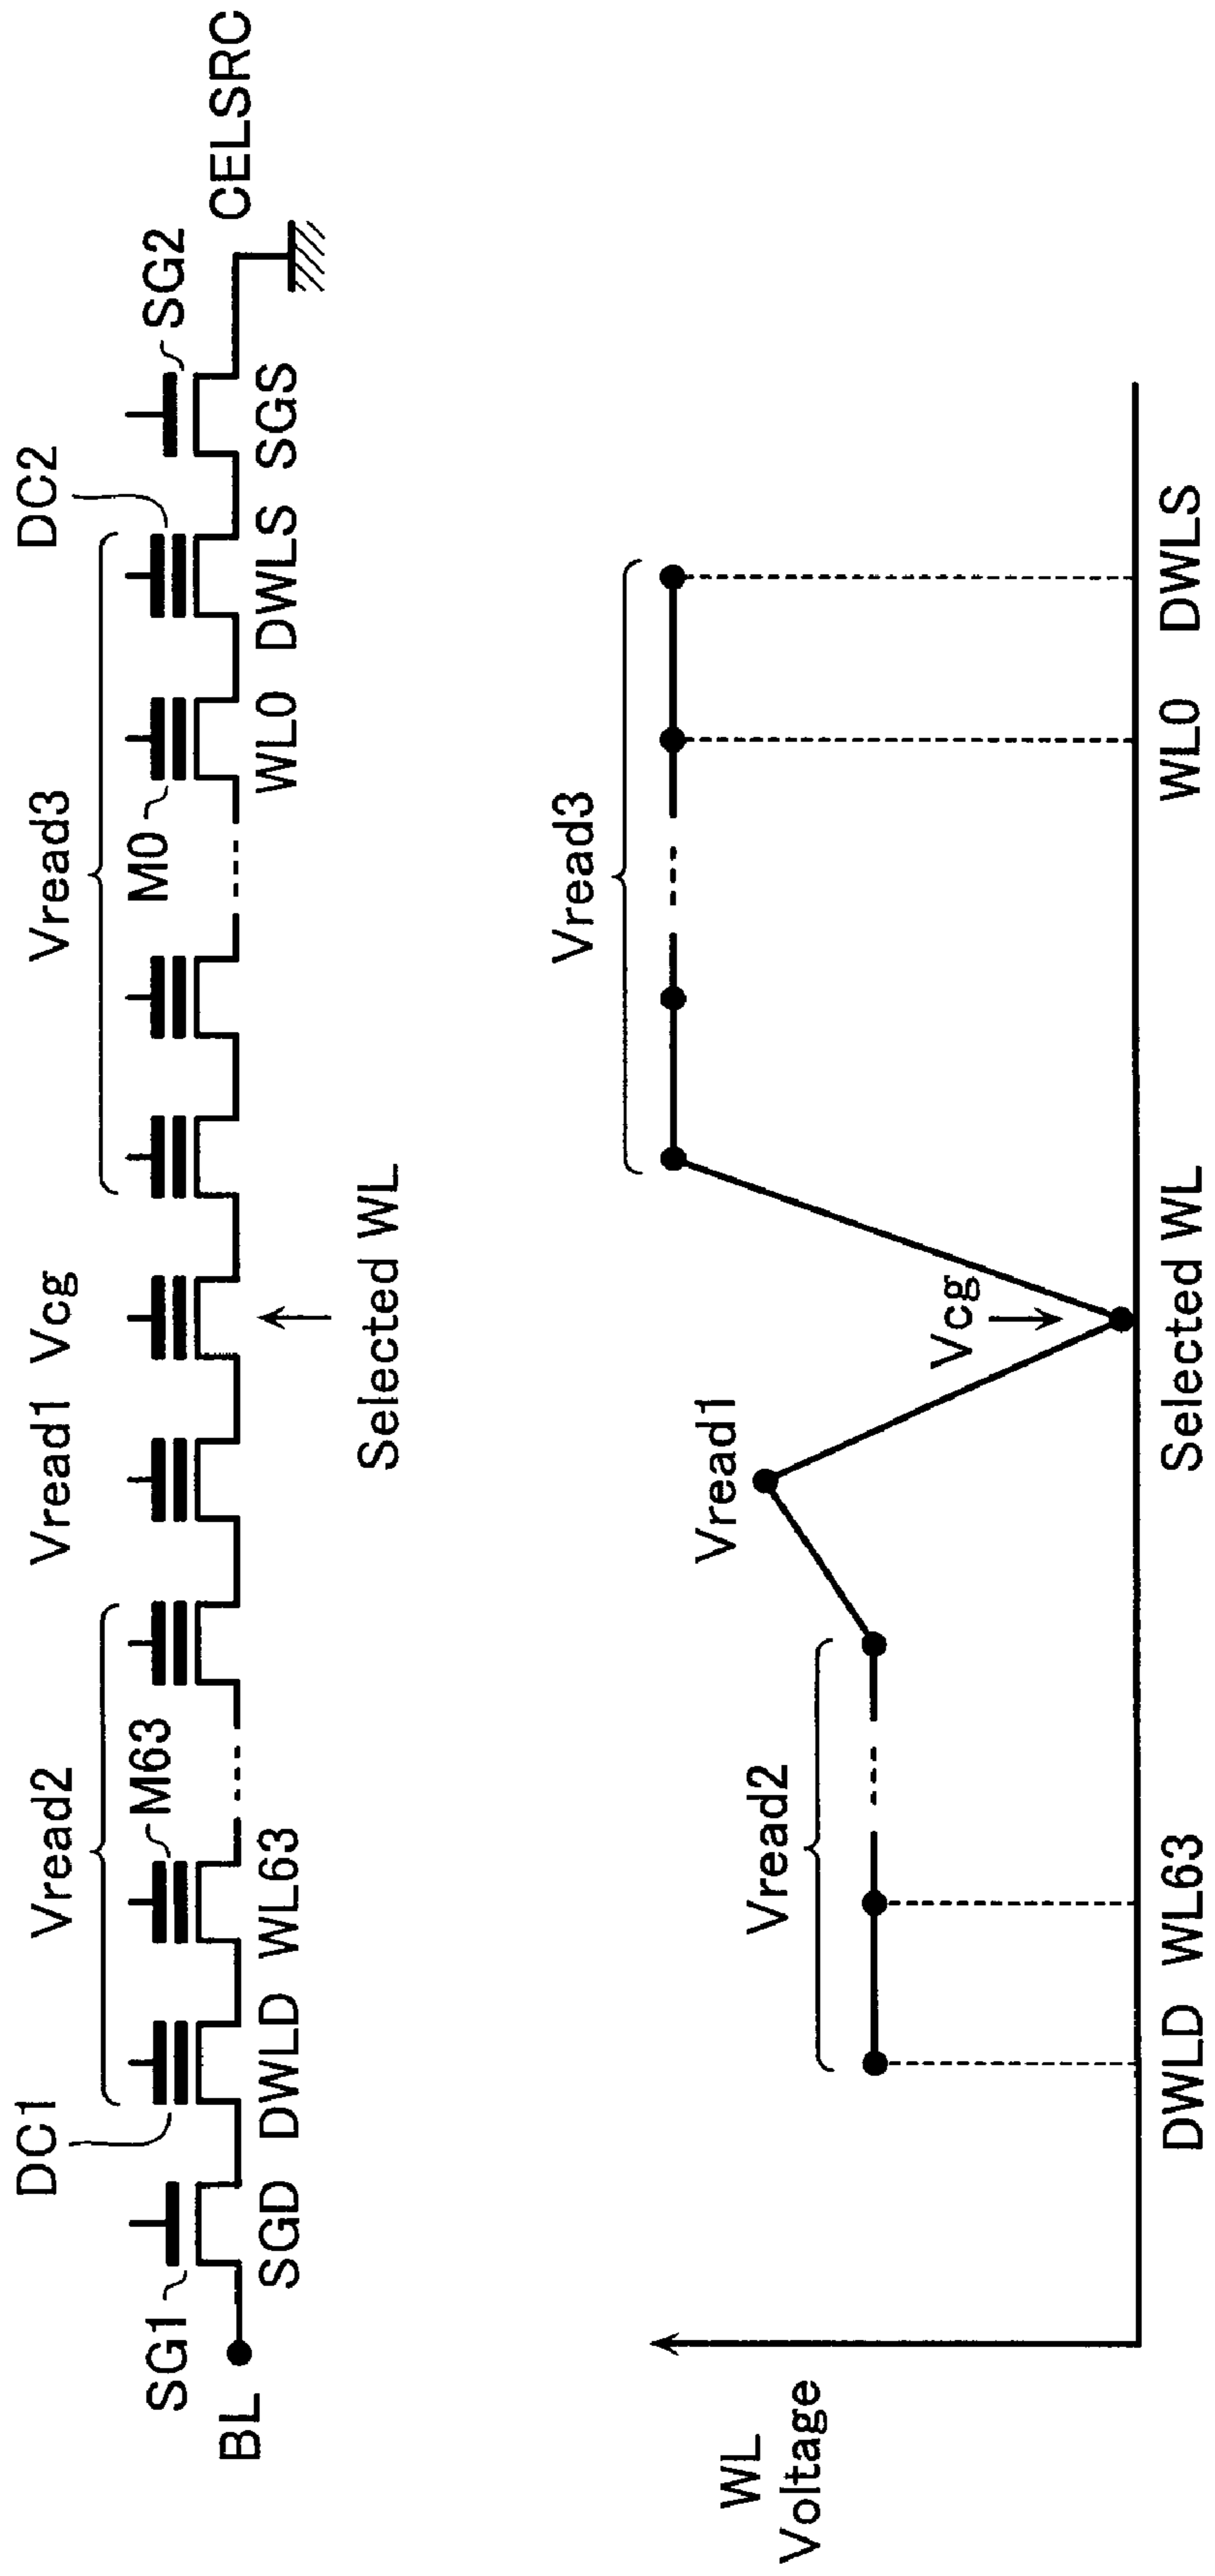 DC1 Vread2 Vread1 Vcg Vread3 DC2
SG1 M63 M0 SG2
BL CELSRC
SGD DWLD WL63 WL0 DWLS SGS
Selected WL
Vread3
WL
Voltage
Vread2
Vread1
Vcg
DWLD WL63 Selected WL WL0 DWLS